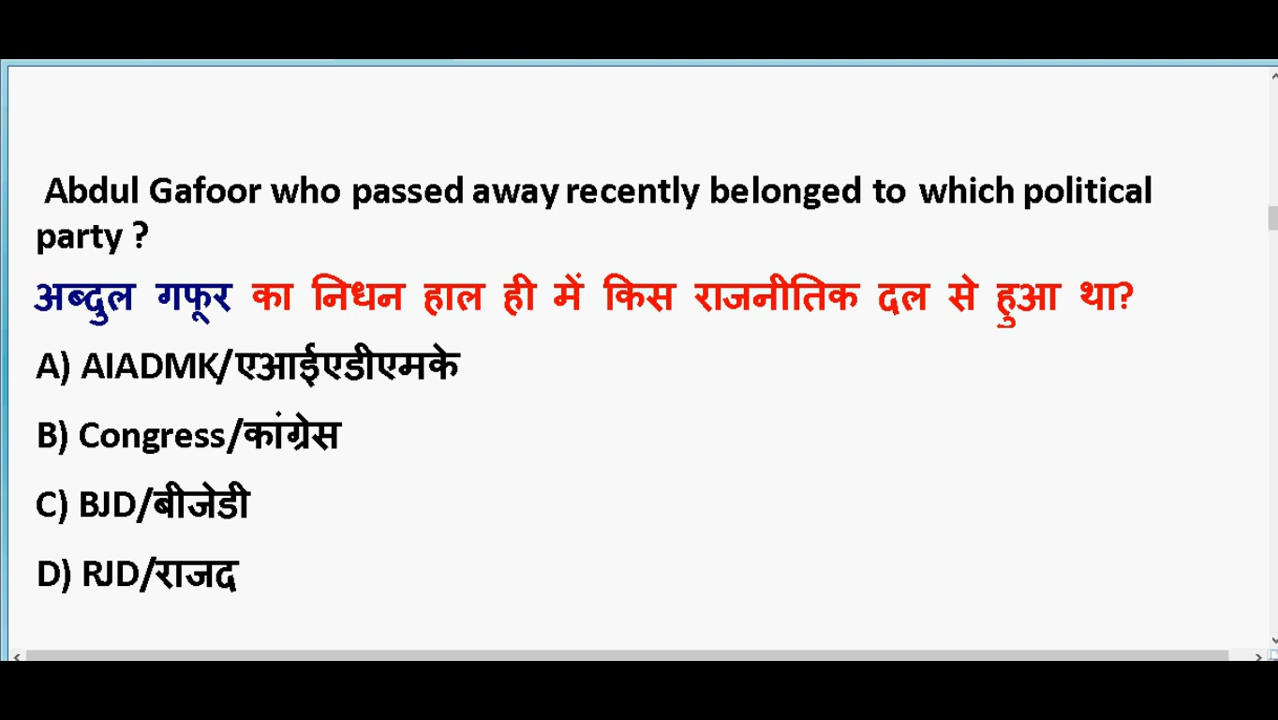 Abdul Gafoor who passed away recently belonged to which political
party ?
अब्दुल गफूर का निधन हाल ही में किस राजनीतिक दल से हुआ था?
A) AIADMK/एआईएडीएमके
B) Congress/कांग्रेस
C) BJD/बीजेडी
D) RJD/राजद